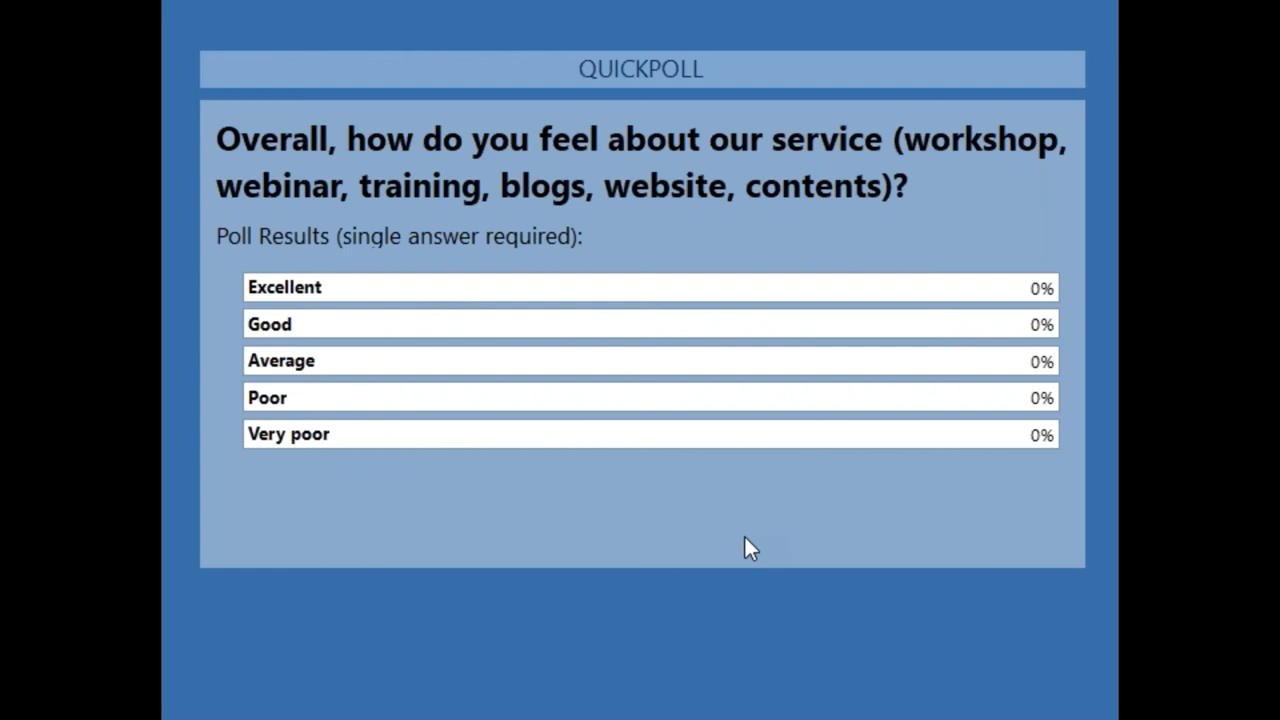 QUICKPOLL
Overall, how do you feel about our service (workshop,
webinar, training, blogs, website, contents)?
Poll Results (single answer required):
Excellent 0%
Good 0%
Average 0%
Poor 0%
Very poor 0%